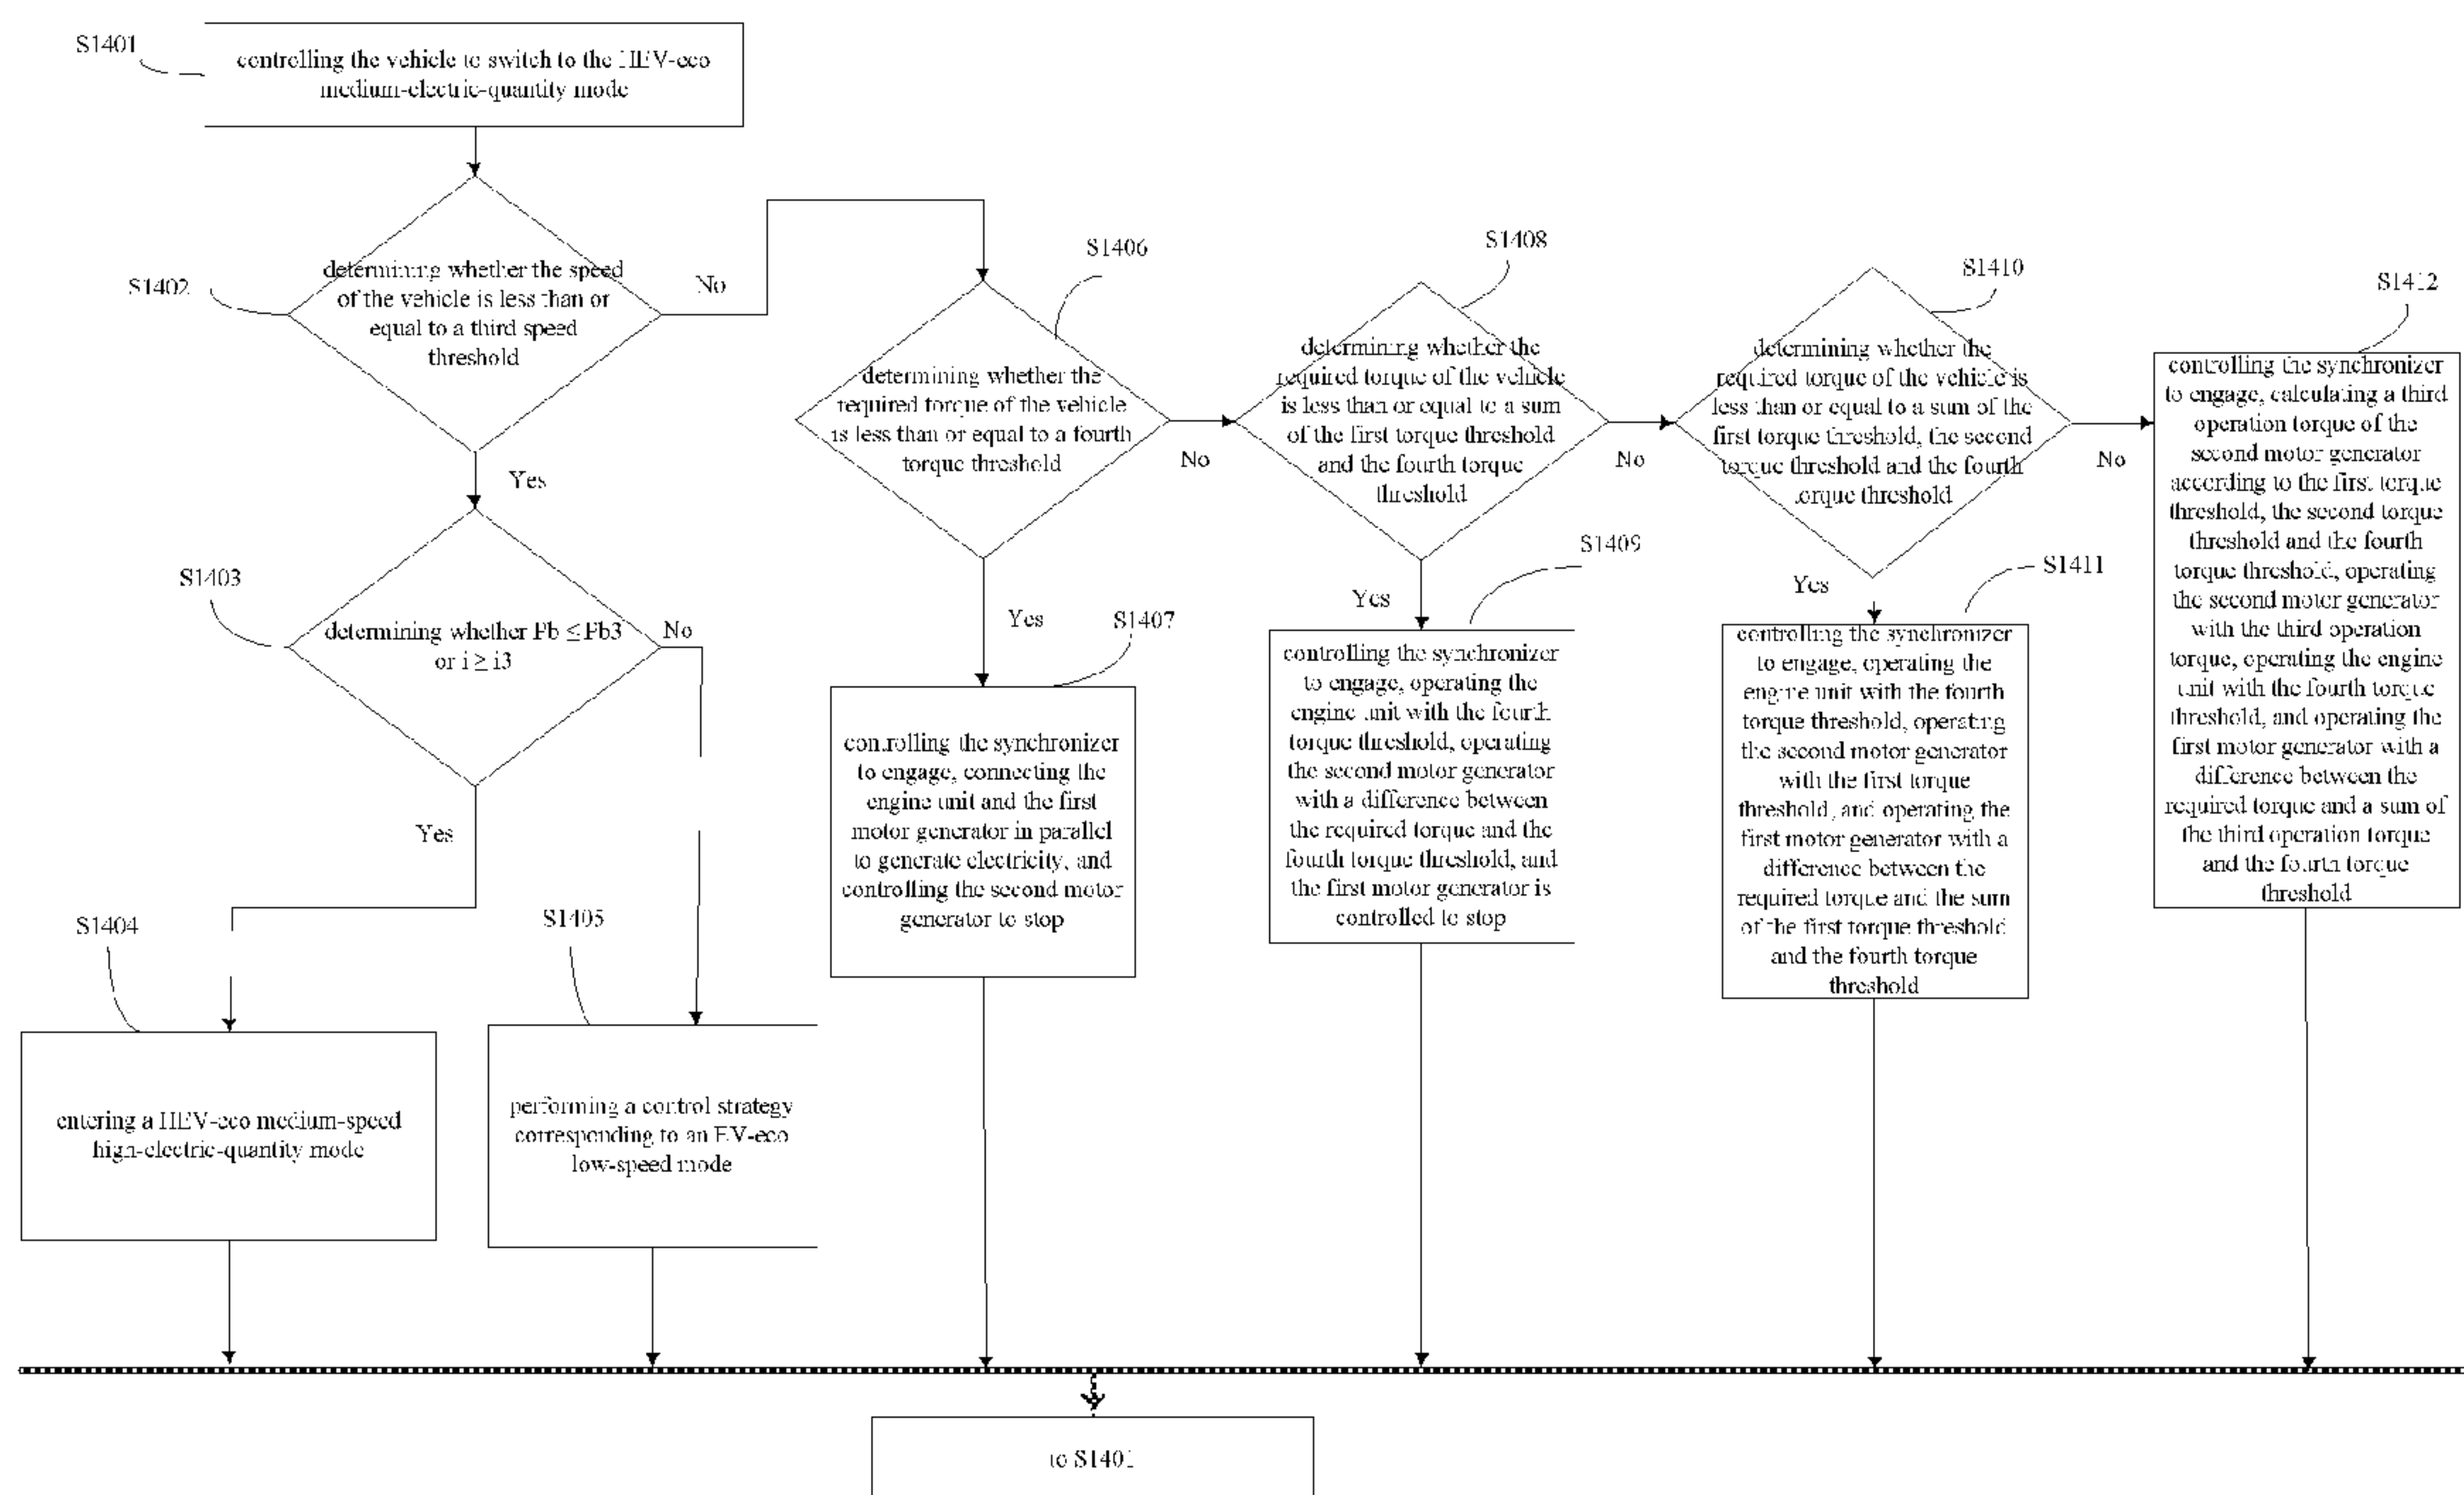 S1401
controlling the vehicle to switch to the HEV-eco
medium-electric-quantity mode
S1402
determining whether the speed
of the vehicle is less than or
equal to a third speed
threshold
No
Yes
S1403
determining whether Pb ≤ Pb3
or i ≥ i3
No
Yes
S1404
entering a HEV-eco medium-speed
high-electric-quantity mode
S1405
performing a control strategy
corresponding to an EV-eco
low-speed mode
S1406
determining whether the
required torque of the vehicle
is less than or equal to a fourth
torque threshold
No
Yes
S1407
controlling the synchronizer
to engage, connecting the
engine unit and the first
motor generator in parallel
to generate electricity, and
controlling the second motor
generator to stop
S1408
determining whether the
required torque of the vehicle
is less than or equal to a sum
of the first torque threshold
and the fourth torque
threshold
No
Yes
S1409
controlling the synchronizer
to engage, operating the
engine unit with the fourth
torque threshold, operating
the second motor generator
with a difference between
the required torque and the
fourth torque threshold, and
the first motor generator is
controlled to stop
S1410
determining whether the
required torque of the vehicle is
less than or equal to a sum of the
first torque threshold, the second
torque threshold and the fourth
torque threshold
No
Yes
S1411
controlling the synchronizer
to engage, operating the
engine unit with the fourth
torque threshold, operating
the second motor generator
with the first torque
threshold, and operating the
first motor generator with a
difference between the
required torque and the sum
of the first torque threshold
and the fourth torque
threshold
S1412
controlling the synchronizer
to engage, calculating a third
operation torque of the
second motor generator
according to the first torque
threshold, the second torque
threshold and the fourth
torque threshold, operating
the second motor generator
with the third operation
torque, operating the engine
unit with the fourth torque
threshold, and operating the
first motor generator with a
difference between the
required torque and a sum of
the third operation torque
and the fourth torque
threshold
to S1401